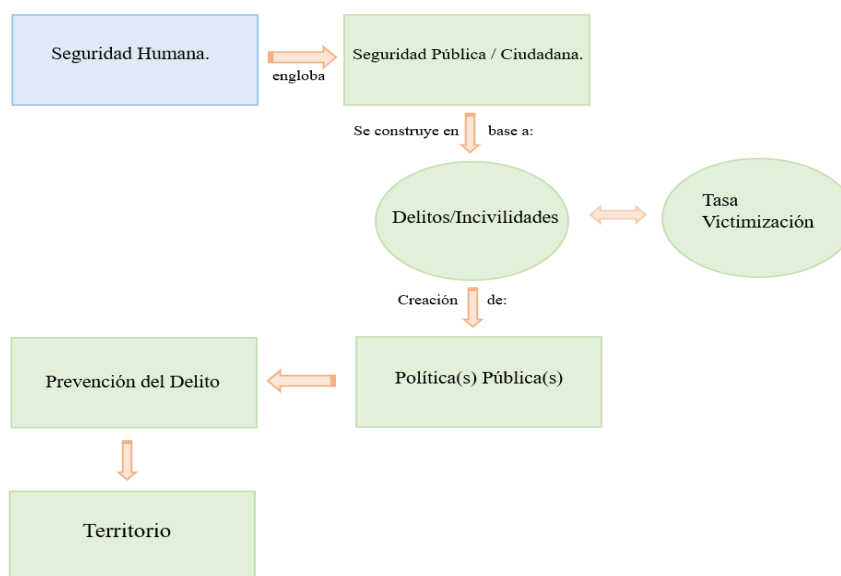 Seguridad Humana.
engloba
Seguridad Pública / Ciudadana.
Se construye en base a:
Delitos/Incivilidades
Tasa
Victimización
Creación de:
Política(s) Pública(s)
Prevención del Delito
Territorio